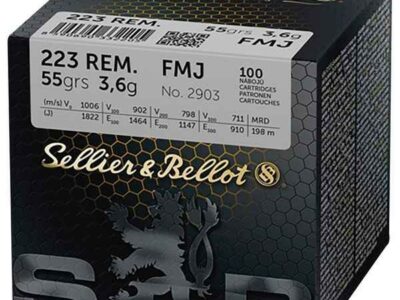 223 REM.
55grs 3,6g
FMJ
223 REM. FMJ 100
55grs 3,6g No. 2903
NÁBOJŮ
CARTRIDGES
PATRONEN
CARTOUCHES
(m/s) V₀ 1006 V₁₀₀ 902 V₂₀₀ 798 V₃₀₀ 711 MRD
(J) 1822 E₁₀₀ 1464 E₂₀₀ 1147 E₃₀₀ 910 198 m
Sellier & Bellot S